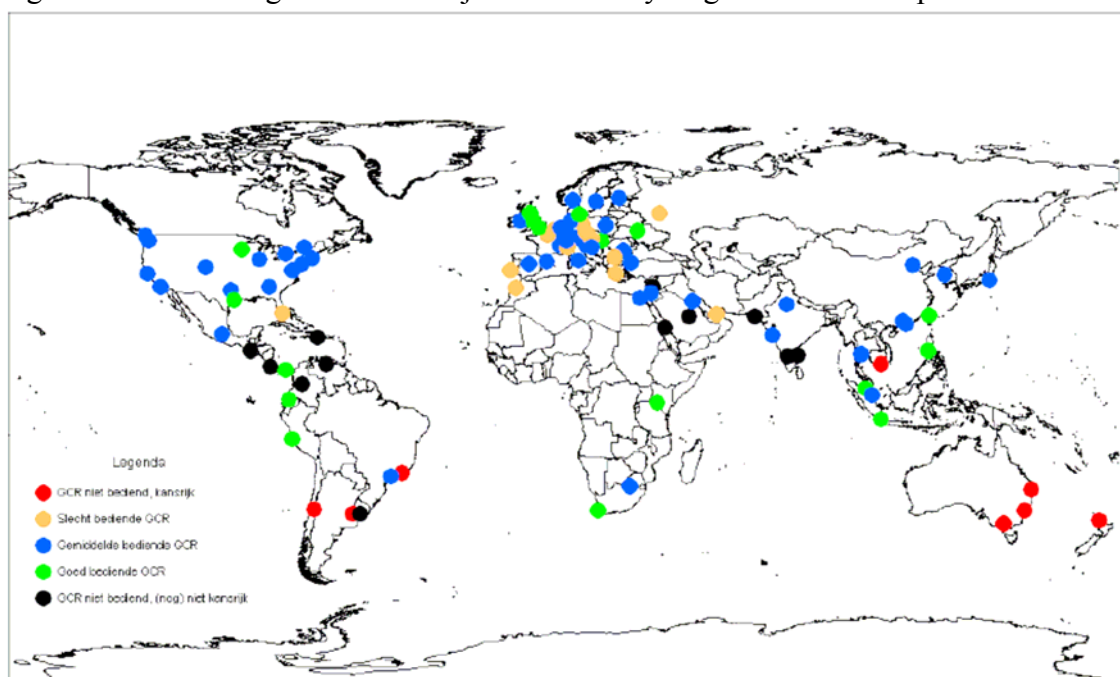 Legenda
GCR niet bediend, kansrijk
Slecht bediende GCR
Gemiddelde bediende GCR
Goed bediende GCR
GCR niet bediend, (nog) niet kansrijk